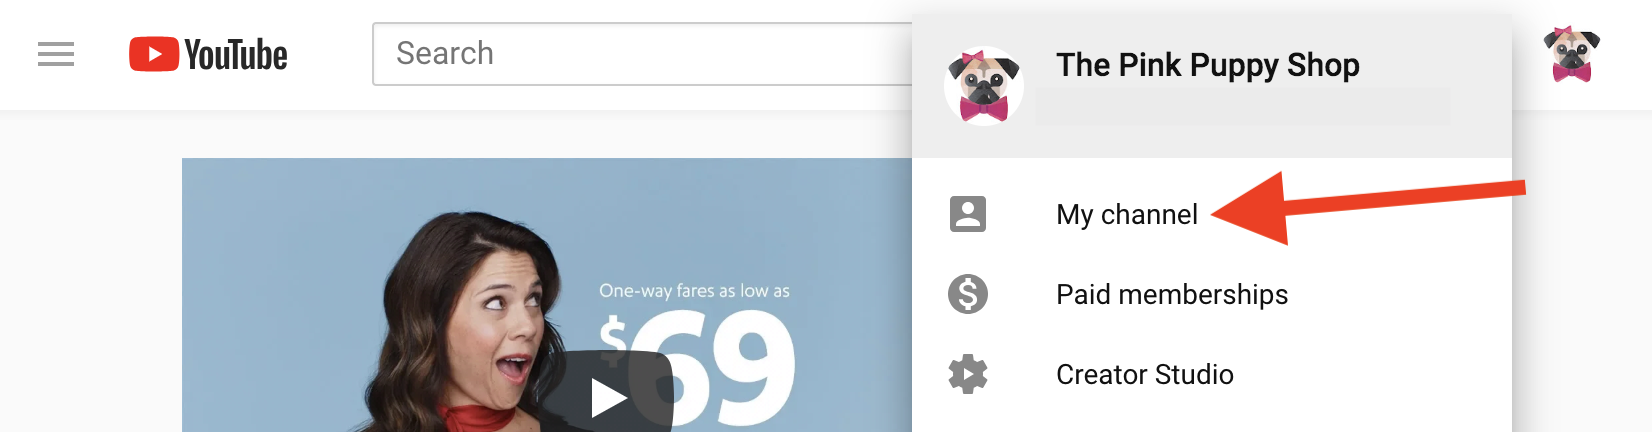 YouTube
Search
The Pink Puppy Shop
My channel
Paid memberships
Creator Studio
One-way fares as low as
$69